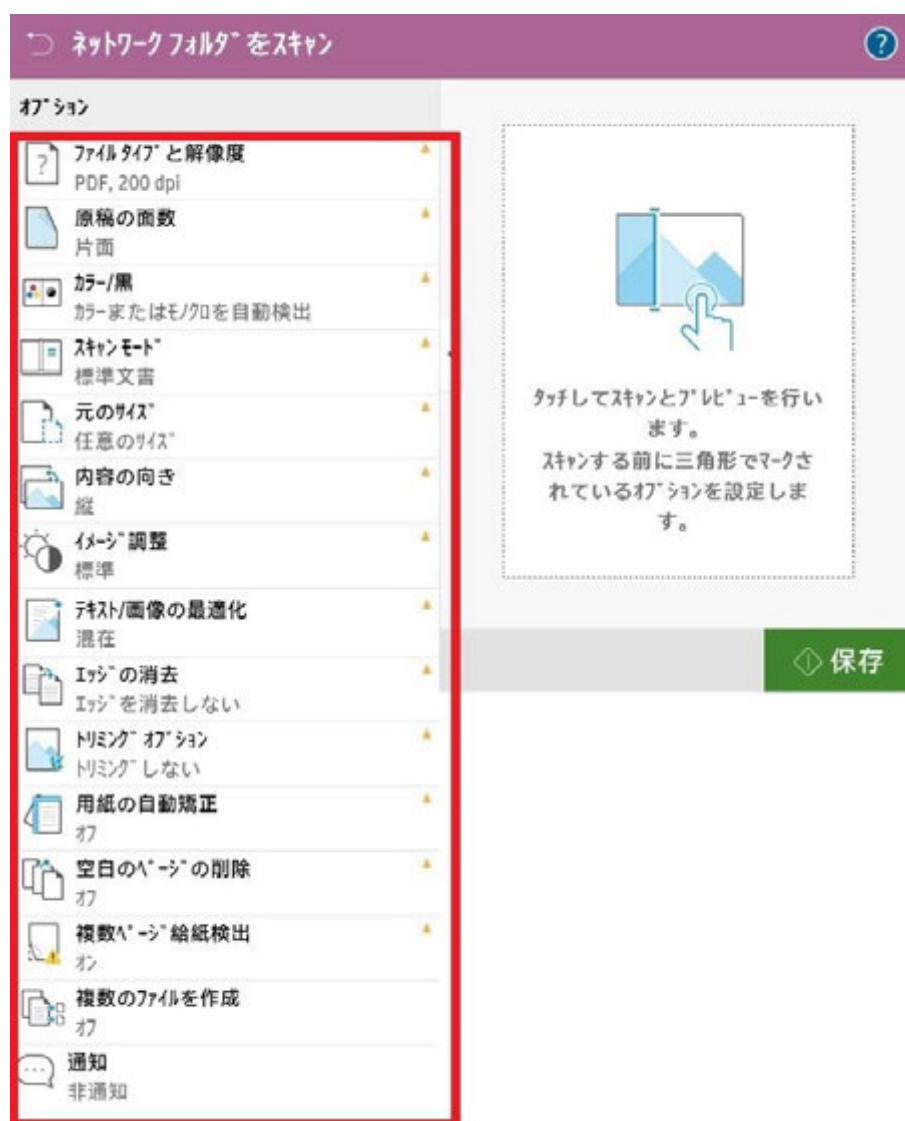 ネットワーク フォルダをスキャン
?
オプション
ファイル タイプと解像度
PDF, 200 dpi
原稿の面数
片面
カラー/黒
カラーまたはモノクロを自動検出
スキャン モード
標準文書
元のサイズ
任意のサイズ
内容の向き
縦
イメージ調整
標準
テキスト/画像の最適化
混在
エッジの消去
エッジを消去しない
トリミング オプション
トリミングしない
用紙の自動矯正
オフ
空白のページの削除
オフ
複数ページ給紙検出
オン
複数のファイルを作成
オフ
通知
非通知
タッチしてスキャンとプレビューを行い
ます。
スキャンする前に三角形でマークさ
れているオプションを設定しま
す。
保存